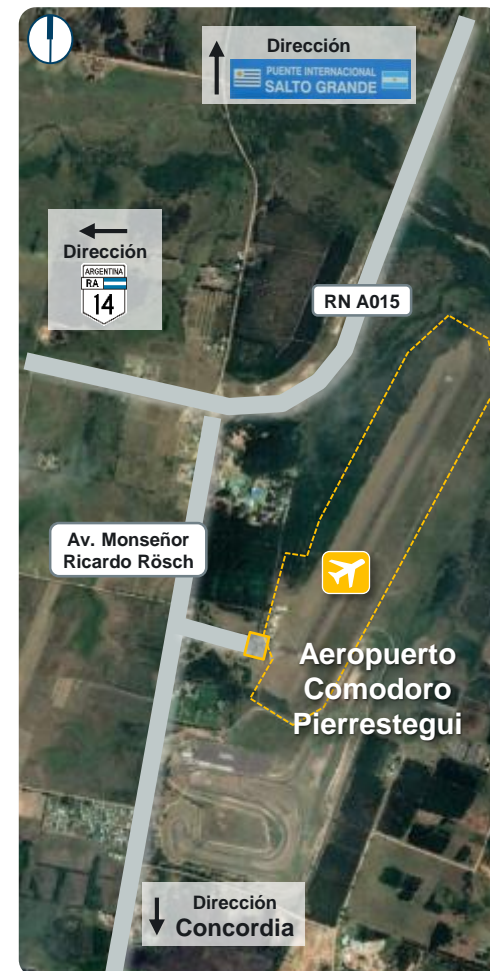 Dirección
PUENTE INTERNACIONAL
SALTO GRANDE
Dirección
ARGENTINA
RA
14
RN A015
Av. Monseñor
Ricardo Rösch
Aeropuerto
Comodoro
Pierrestegui
Dirección
Concordia